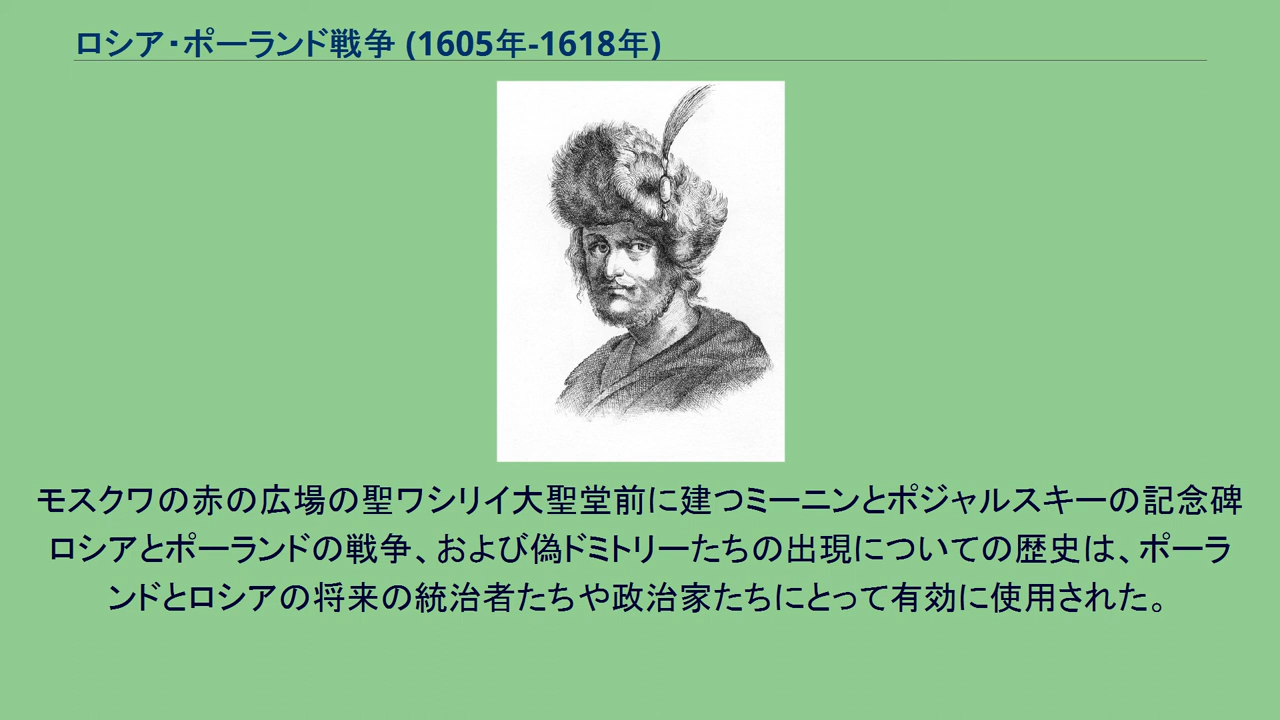 ロシア・ポーランド戦争 (1605年-1618年)
モスクワの赤の広場の聖ワシリイ大聖堂前に建つミーニンとポジャルスキーの記念碑
ロシアとポーランドの戦争、および偽ドミトリーたちの出現についての歴史は、ポーラ
ンドとロシアの将来の統治者たちや政治家たちにとって有効に使用された。